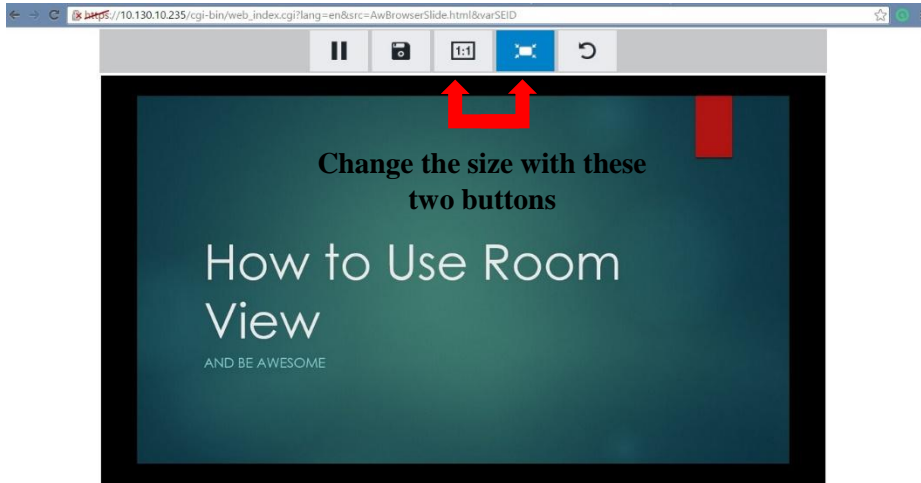 https://10.130.10.235/cgi-bin/web_index.cgi?lang=en&src=AwBrowserSlide.html&varSEID
1:1
Change the size with these
two buttons
How to Use Room
View
AND BE AWESOME